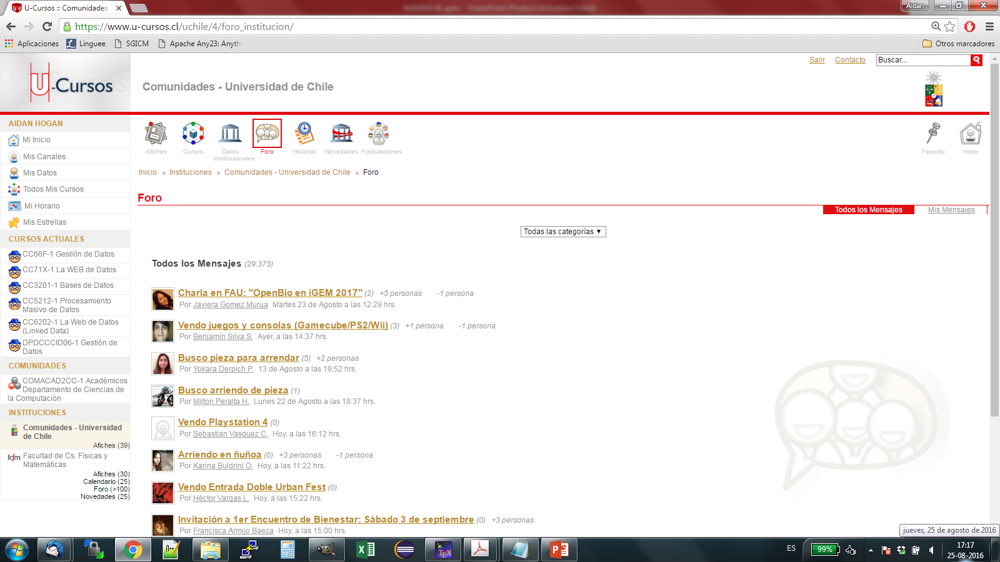 U-Cursos :: Comunidades
Aidan
https://www.u-cursos.cl/uchile/4/foro_institucion/
Aplicaciones
Linguee
SGICM
Apache Any23: Anyth
Otros marcadores
U-Cursos
Salir
Contacto
Buscar...
Comunidades - Universidad de Chile
AIDAN HOGAN
Mi Inicio
Mis Canales
Mis Datos
Todos Mis Cursos
Mi Horario
Mis Estrellas
CURSOS ACTUALES
CC66F-1 Gestión de Datos
CC71X-1 La WEB de Datos
CC3201-1 Bases de Datos
CC5212-1 Procesamiento
Masivo de Datos
CC6202-1 La Web de Datos
(Linked Data)
DPDCCCID06-1 Gestión de
Datos
COMUNIDADES
COMACAD2CC-1 Académicos
Departamento de Ciencias de
la Computación
INSTITUCIONES
Comunidades - Universidad
de Chile
Afiches (39)
fcfm
Facultad de Cs. Físicas y
Matemáticas
Afiches (30)
Calendario (25)
Foro (>100)
Novedades (25)
Afiches
Cursos
Datos
Institucionales
Foro
Historial
Novedades
Postulaciones
Favorito
Inicio
Inicio » Instituciones » Comunidades - Universidad de Chile » Foro
Foro
Todos los Mensajes
Mis Mensajes
Todas las categorías
Todos los Mensajes (29.375)
Charla en FAU: "OpenBio en iGEM 2017" (2) +5 personas -1 persona
Por Javiera Gomez Murua Martes 23 de Agosto a las 12:29 hrs.
Vendo juegos y consolas (Gamecube/PS2/Wii) (3) +1 persona -1 persona
Por Benjamín Silva S. Ayer, a las 14:37 hrs.
Busco pieza para arrendar (5) +2 personas
Por Yokara Derpich P. 13 de Agosto a las 19:52 hrs.
Busco arriendo de pieza (1)
Por Milton Peralta H. Lunes 22 de Agosto a las 18:37 hrs.
Vendo Playstation 4 (0)
Por Sebastian Vasquez C. Hoy, a las 16:12 hrs.
Arriendo en ñuñoa (0) +3 personas -1 persona
Por Karina Buldrini O. Hoy, a las 11:22 hrs.
Vendo Entrada Doble Urban Fest (0)
Por Héctor Vargas L. Hoy, a las 15:22 hrs.
Invitación a 1er Encuentro de Bienestar: Sábado 3 de septiembre (0) +3 personas
Por Francisca Armijo Baeza Hoy, a las 15:00 hrs.
jueves, 25 de agosto de 2016
ES
99%
17:17
25-08-2016